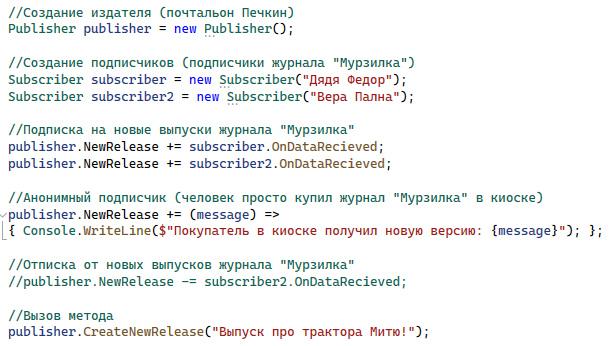 //Создание издателя (почтальон Печкин)
Publisher publisher = new Publisher();
//Создание подписчиков (подписчики журнала "Мурзилка")
Subscriber subscriber = new Subscriber("Дядя Федор");
Subscriber subscriber2 = new Subscriber("Вера Пална");
//Подписка на новые выпуски журнала "Мурзилка"
publisher.NewRelease += subscriber.OnDataRecieved;
publisher.NewRelease += subscriber2.OnDataRecieved;
//Анонимный подписчик (человек просто купил журнал "Мурзилка" в киоске)
publisher.NewRelease += (message) =>
{ Console.WriteLine($"Покупатель в киоске получил новую версию: {message}"); };
//Отписка от новых выпусков журнала "Мурзилка"
//publisher.NewRelease -= subscriber2.OnDataRecieved;
//Вызов метода
publisher.CreateNewRelease("Выпуск про трактора Митю!");